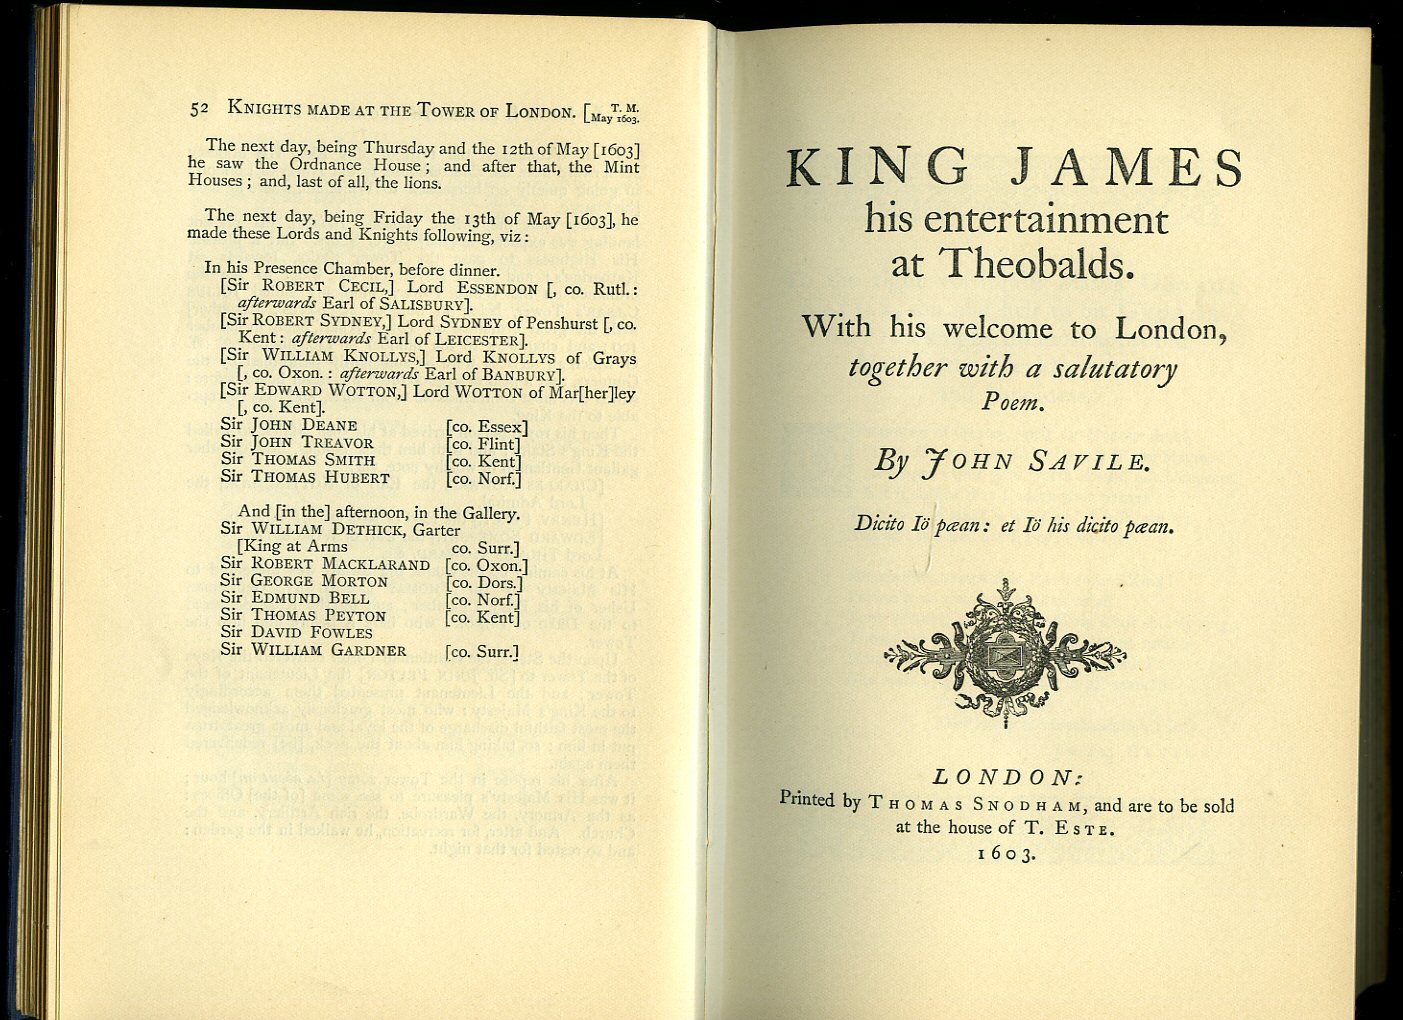 52 KNIGHTS MADE AT THE TOWER OF LONDON. [T. M. May 1603.
The next day, being Thursday and the 12th of May [1603]
he saw the Ordnance House; and after that, the Mint
Houses; and, last of all, the lions.
The next day, being Friday the 13th of May [1603], he
made these Lords and Knights following, viz:
In his Presence Chamber, before dinner.
[Sir ROBERT CECIL,] Lord ESSENDON [, co. Rutl.:
afterwards Earl of SALISBURY].
[Sir ROBERT SYDNEY,] Lord SYDNEY of Penshurst [, co.
Kent: afterwards Earl of LEICESTER].
[Sir WILLIAM KNOLLYS,] Lord KNOLLYS of Grays
[, co. Oxon.: afterwards Earl of BANBURY].
[Sir EDWARD WOTTON,] Lord WOTTON of Mar[her]ley
[, co. Kent].
Sir JOHN DEANE [co. Essex]
Sir JOHN TREAVOR [co. Flint]
Sir THOMAS SMITH [co. Kent]
Sir THOMAS HUBERT [co. Norf.]
And [in the] afternoon, in the Gallery.
Sir WILLIAM DETHICK, Garter
[King at Arms co. Surr.]
Sir ROBERT MACKLARAND [co. Oxon.]
Sir GEORGE MORTON [co. Dors.]
Sir EDMUND BELL [co. Norf.]
Sir THOMAS PEYTON [co. Kent]
Sir DAVID FOWLES
Sir WILLIAM GARDNER [co. Surr.]
KING JAMES
his entertainment
at Theobalds.
With his welcome to London,
together with a salutatory
Poem.
By JOHN SAVILE.
Dicito Iö pæan: et Iö his dicito pæan.
LONDON:
Printed by THOMAS SNODHAM, and are to be sold
at the house of T. ESTE.
1603.